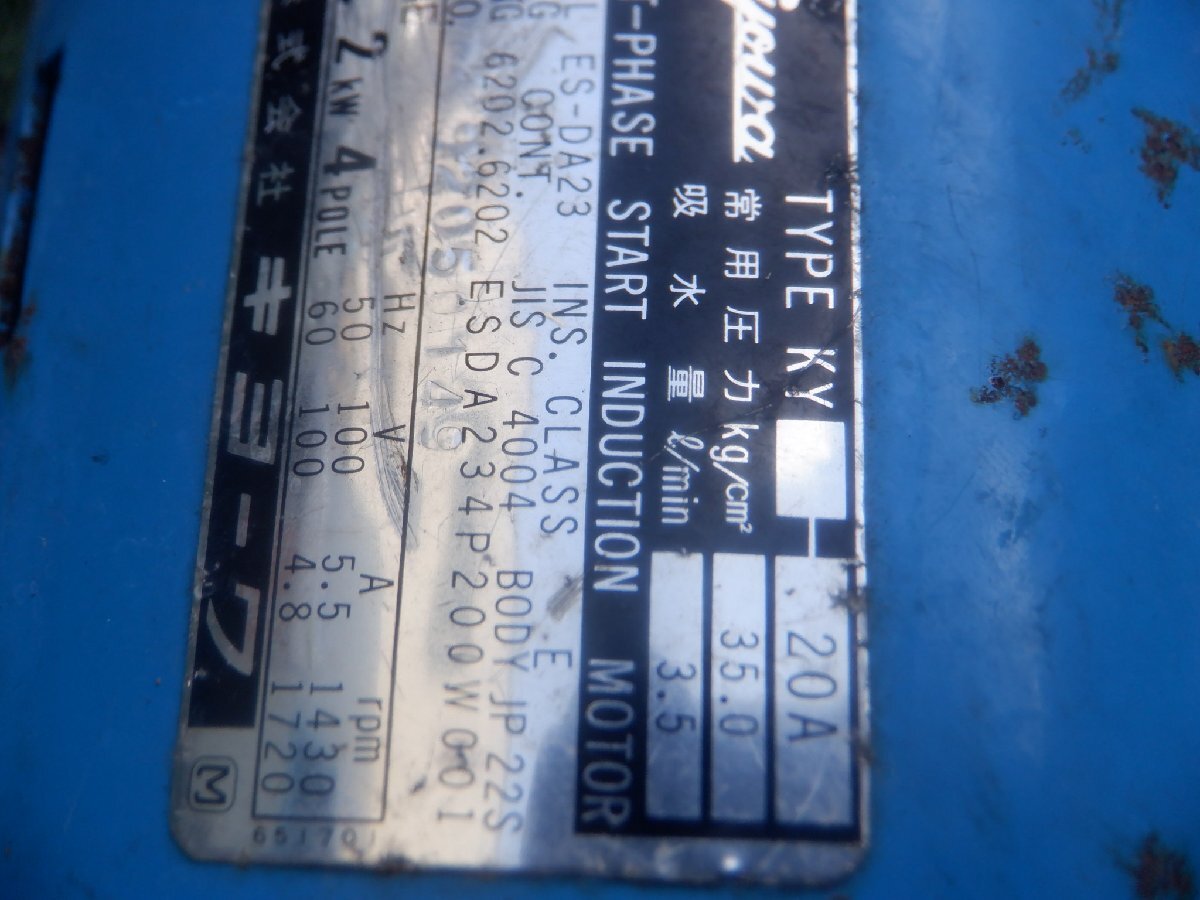 TYPE KY 20A
常用圧力 kg/cm² 35.0
吸水量 ℓ/min 3.5
T-PHASE START INDUCTION MOTOR
L ES-DA23 INS. CLASS E
G CONT. JIS C 4004 BODY JP 22S
G 6202.6202 ESDA234P200W001
O.
E Hz V A rpm
2 kW 4 POLE 50 100 5.5 1430
60 100 4.8 1720
式会社 キヨーワ M
651701